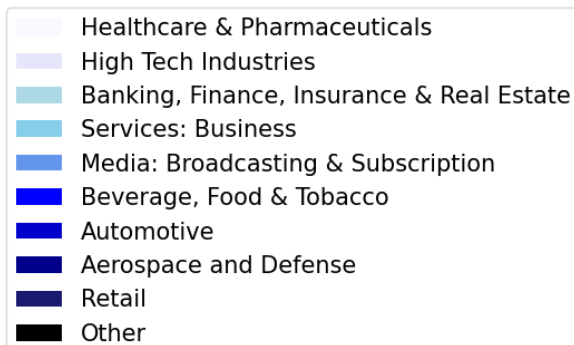 Healthcare & Pharmaceuticals
High Tech Industries
Banking, Finance, Insurance & Real Estate
Services: Business
Media: Broadcasting & Subscription
Beverage, Food & Tobacco
Automotive
Aerospace and Defense
Retail
Other